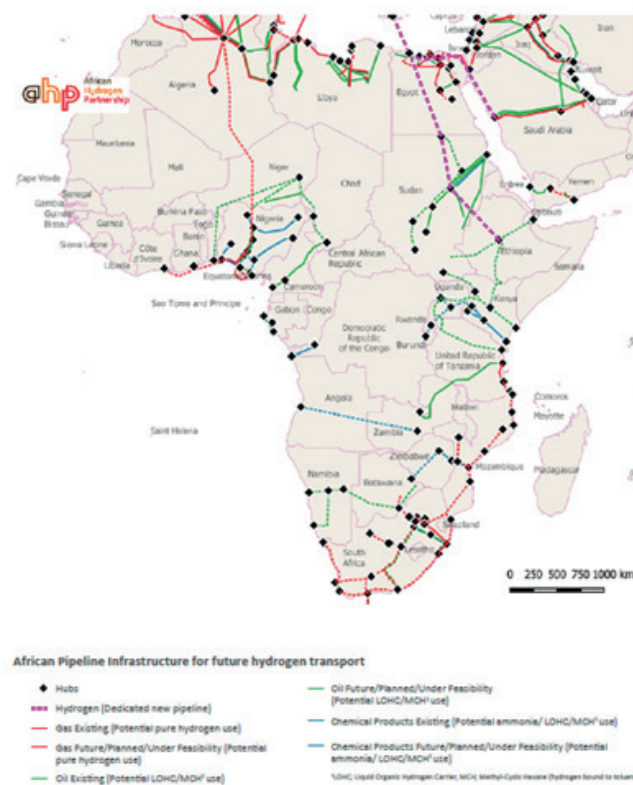 Morocco
Algeria
Libya
Egypt
Lebanon
Jordan
Iraq
Iran
Kuwait
Qatar
Saudi Arabia
ahp
African
Hydrogen
Partnership
Mauritania
Mali
Niger
Chad
Sudan
Eritrea
Yemen
Cape Verde
Senegal
Gambia
Guinea
Bissau
Guinea
Sierra Leone
Liberia
Côte
d'Ivoire
Burkina Faso
Ghana
Togo
Benin
Nigeria
Cameroon
Central African
Republic
Djibouti
Ethiopia
Somalia
Sao Tome and Principe
Gabon
Congo
Democratic
Republic
of the Congo
Uganda
Kenya
Rwanda
Burundi
United Republic
of Tanzania
Saint Helena
Angola
Zambia
Malawi
Comoros
Mayotte
Zimbabwe
Mozambique
Madagascar
Namibia
Botswana
Swaziland
Lesotho
South
Africa
0 250 500 750 1000 km
African Pipeline Infrastructure for future hydrogen transport
Hubs
Hydrogen (Dedicated new pipeline)
Gas Existing (Potential pure hydrogen use)
Gas Future/Planned/Under Feasibility (Potential
pure hydrogen use)
Oil Existing (Potential LOHC/MCH¹ use)
Oil Future/Planned/Under Feasibility
(Potential LOHC/MCH¹ use)
Chemical Products Existing (Potential ammonia/ LOHC/MCH¹ use)
Chemical Products Future/Planned/Under Feasibility (Potential
ammonia/ LOHC/MCH¹ use)
¹LOHC; Liquid Organic Hydrogen Carrier, MCH; Methyl-Cyclo Hexane (hydrogen bound to